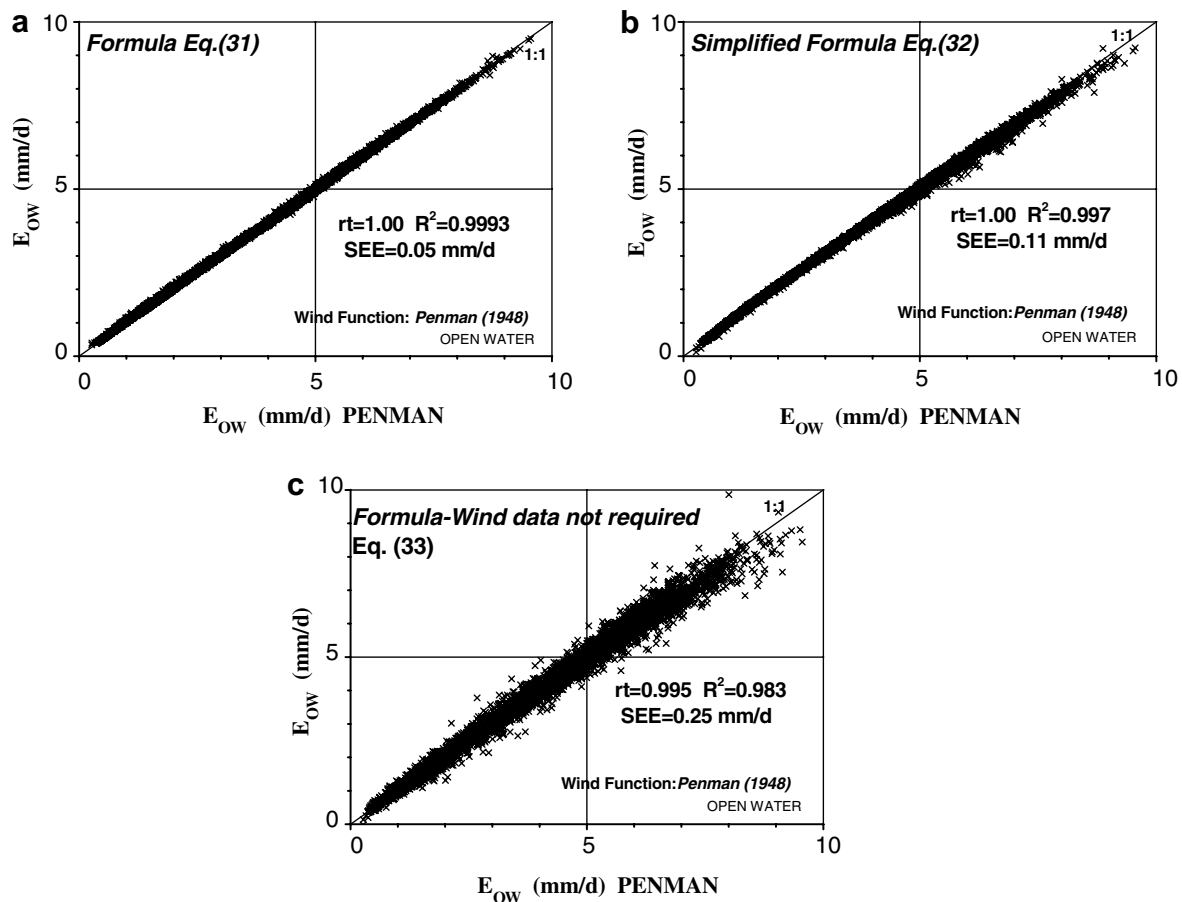 a
10
Formula Eq.(31)
1:1
E_OW (mm/d)
5
rt=1.00 R²=0.9993
SEE=0.05 mm/d
Wind Function: Penman (1948)
OPEN WATER
0
0 5 10
E_OW (mm/d) PENMAN
b
10
Simplified Formula Eq.(32)
1:1
E_OW (mm/d)
5
rt=1.00 R²=0.997
SEE=0.11 mm/d
Wind Function:Penman (1948)
OPEN WATER
0
0 5 10
E_OW (mm/d) PENMAN
c
10
Formula-Wind data not required
Eq. (33)
1:1
E_OW (mm/d)
5
rt=0.995 R²=0.983
SEE=0.25 mm/d
Wind Function:Penman (1948)
OPEN WATER
0
0 5 10
E_OW (mm/d) PENMAN